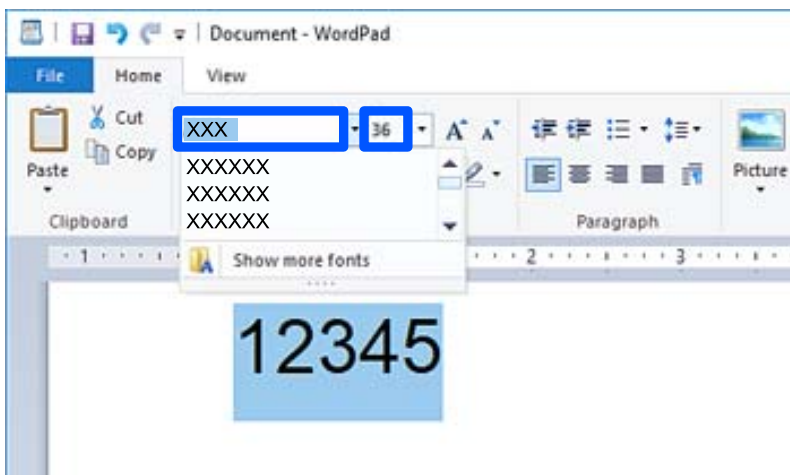 Document - WordPad
File Home View
Cut
XXX 36 A A
Copy
Paste
XXXXXX
XXXXXX
XXXXXX
Picture
Clipboard Paragraph
Show more fonts
1 2 3
12345